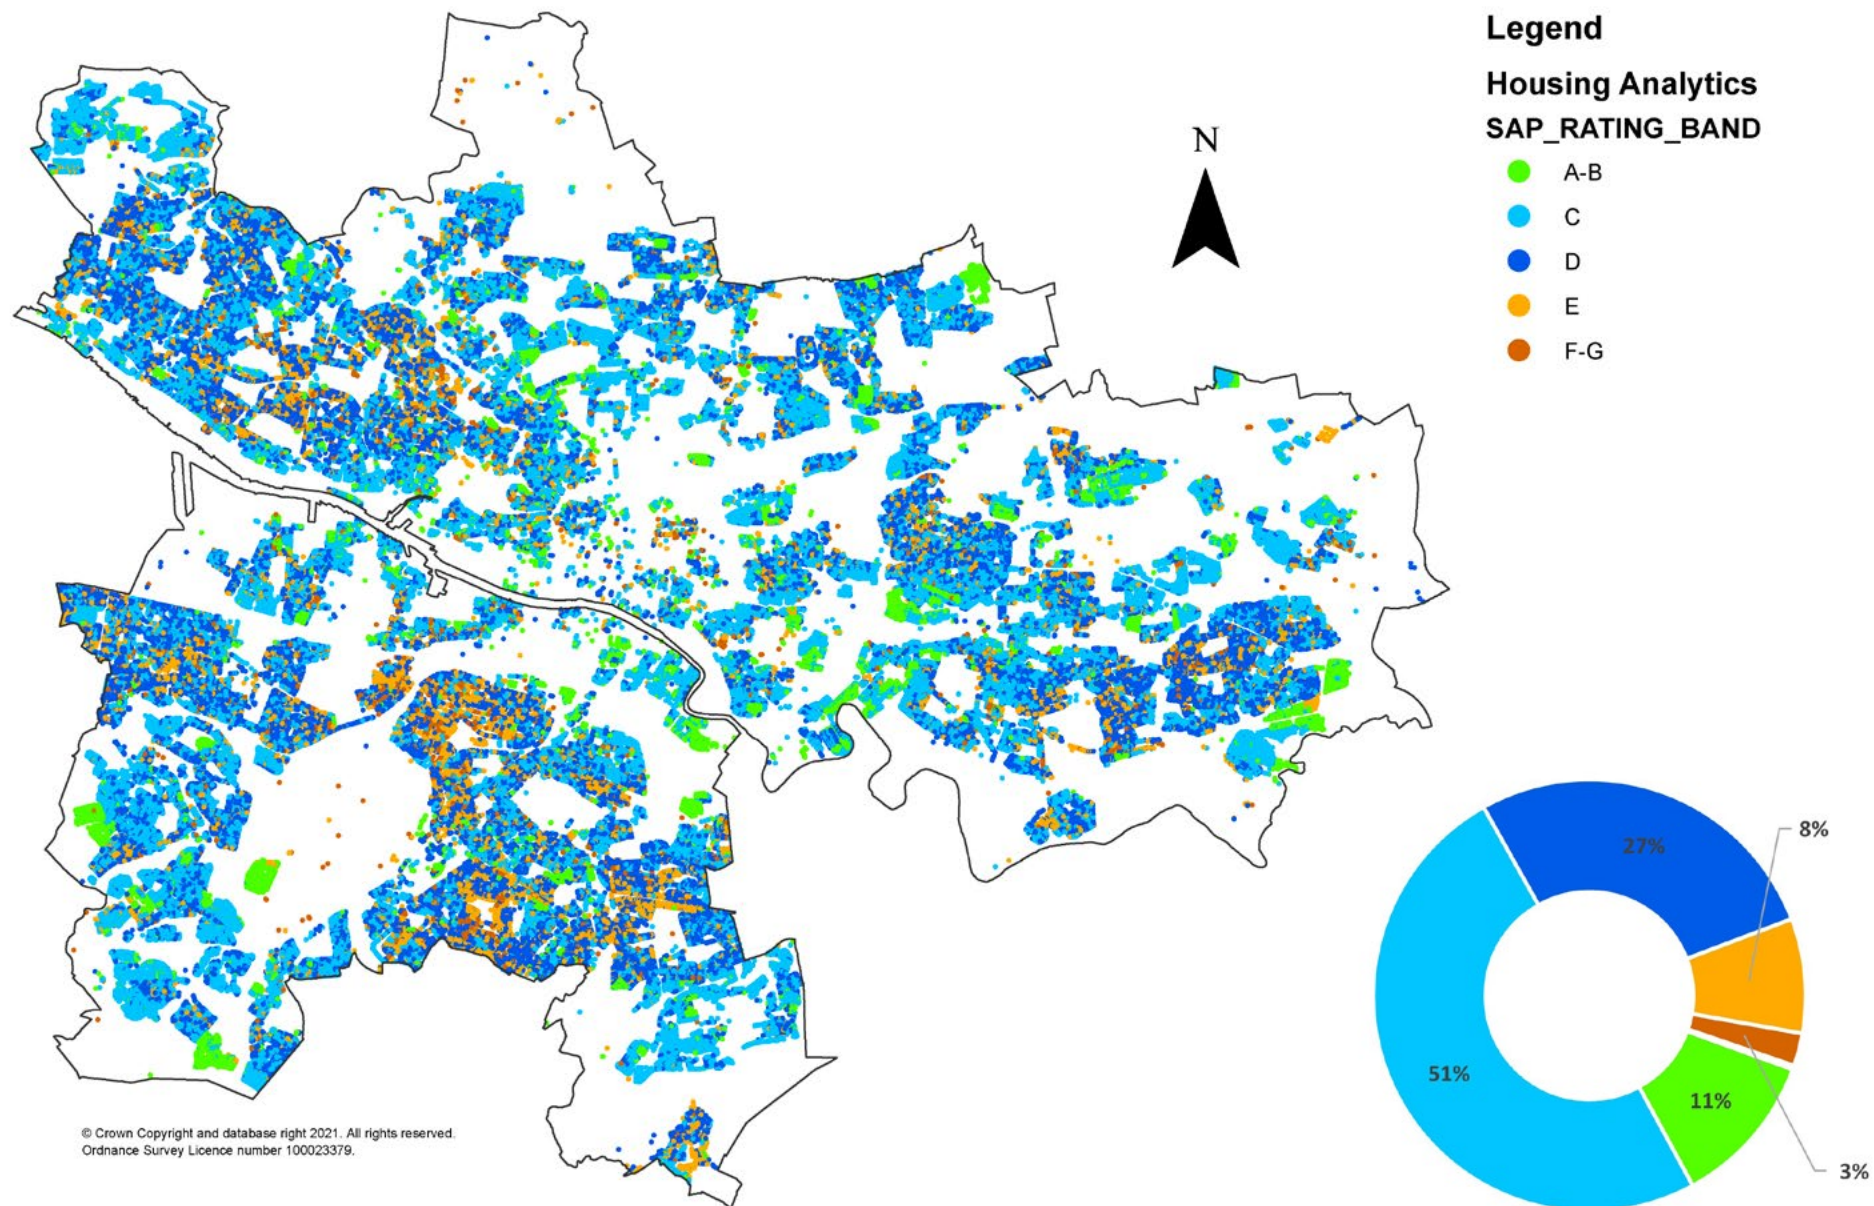 Legend
Housing Analytics
SAP_RATING_BAND
A-B
C
D
E
F-G
N
27%
8%
51%
11%
3%
© Crown Copyright and database right 2021. All rights reserved.
Ordnance Survey Licence number 100023379.